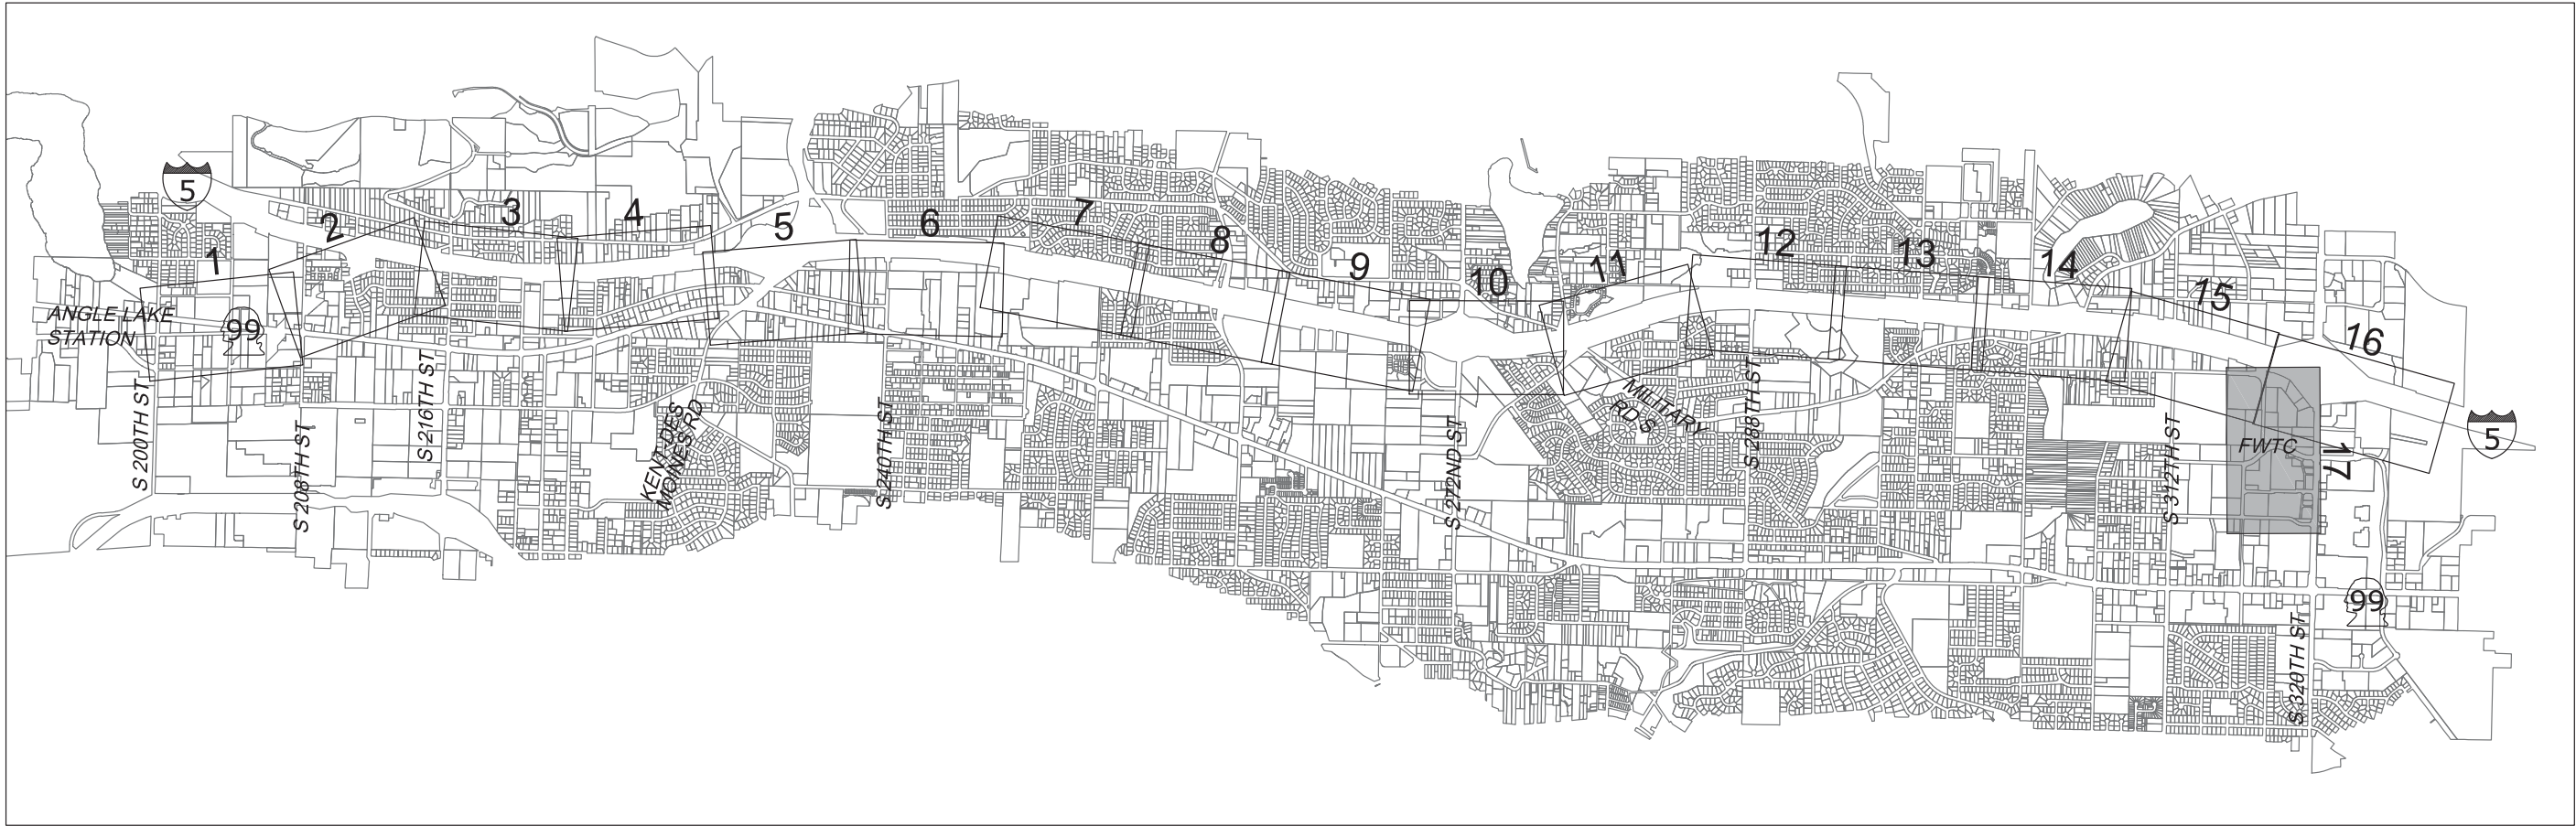 5
1
2
3
4
5
6
7
8
9
10
11
12
13
14
15
16
17
ANGLE LAKE
STATION
99
S 200TH ST
S 208TH ST
S 216TH ST
KENT-DES
MOINES RD
S 240TH ST
S 272ND ST
MILITARY
RD S
S 288TH ST
S 312TH ST
FWTC
5
99
S 320TH ST